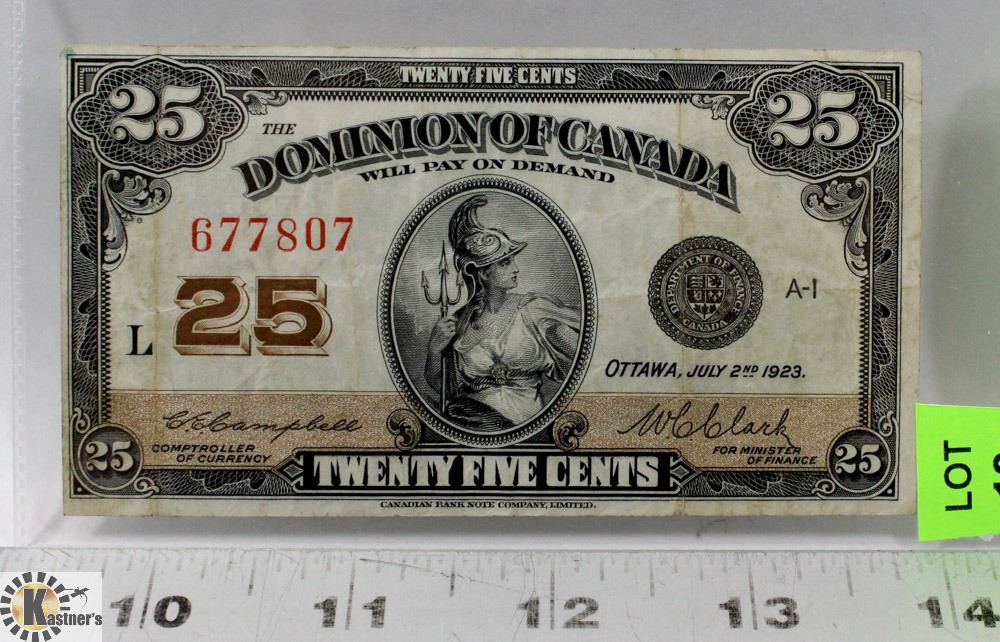 TWENTY FIVE CENTS
25 25
THE
DOMINION OF CANADA
WILL PAY ON DEMAND
677807
DEPARTMENT OF FINANCE
CANADA
A-1
L 25
OTTAWA, JULY 2ND 1923.
C E Campbell
W C Clark
COMPTROLLER
OF CURRENCY
FOR MINISTER
OF FINANCE
25 TWENTY FIVE CENTS 25
CANADIAN BANK NOTE COMPANY, LIMITED.
LOT
10 11 12 13 14
KASTNER'S